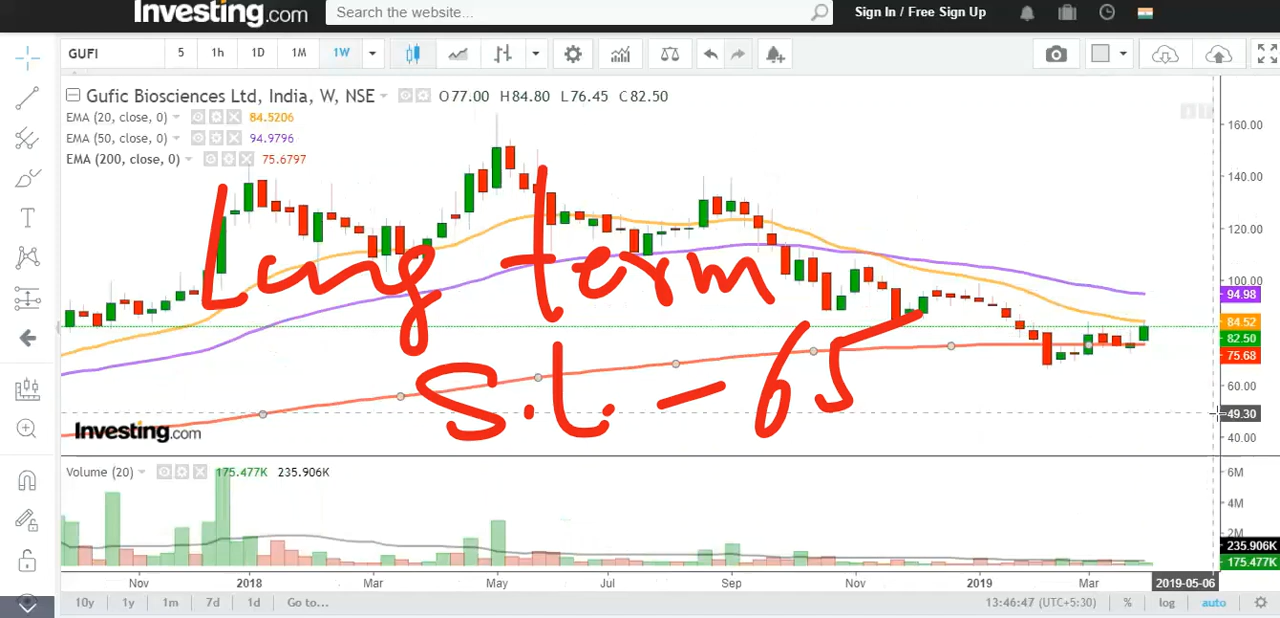 Investing.com
Search the website...
Sign In / Free Sign Up
GUFI 5 1h 1D 1M 1W
Gufic Biosciences Ltd, India, W, NSE O77.00 H84.80 L76.45 C82.50
EMA (20, close, 0) 84.5206
EMA (50, close, 0) 94.9796
EMA (200, close, 0) 75.6797
160.00
140.00
120.00
100.00
94.98
84.52
82.50
75.68
60.00
49.30
40.00
Long term
S.L. - 65
Investing.com
Volume (20) 175.477K 235.906K
6M
4M
2M
235.906K
175.477K
Nov 2018 Mar May Jul Sep Nov 2019 Mar 2019-05-06
10y 1y 1m 7d 1d Go to... 13:46:47 (UTC+5:30) % log auto